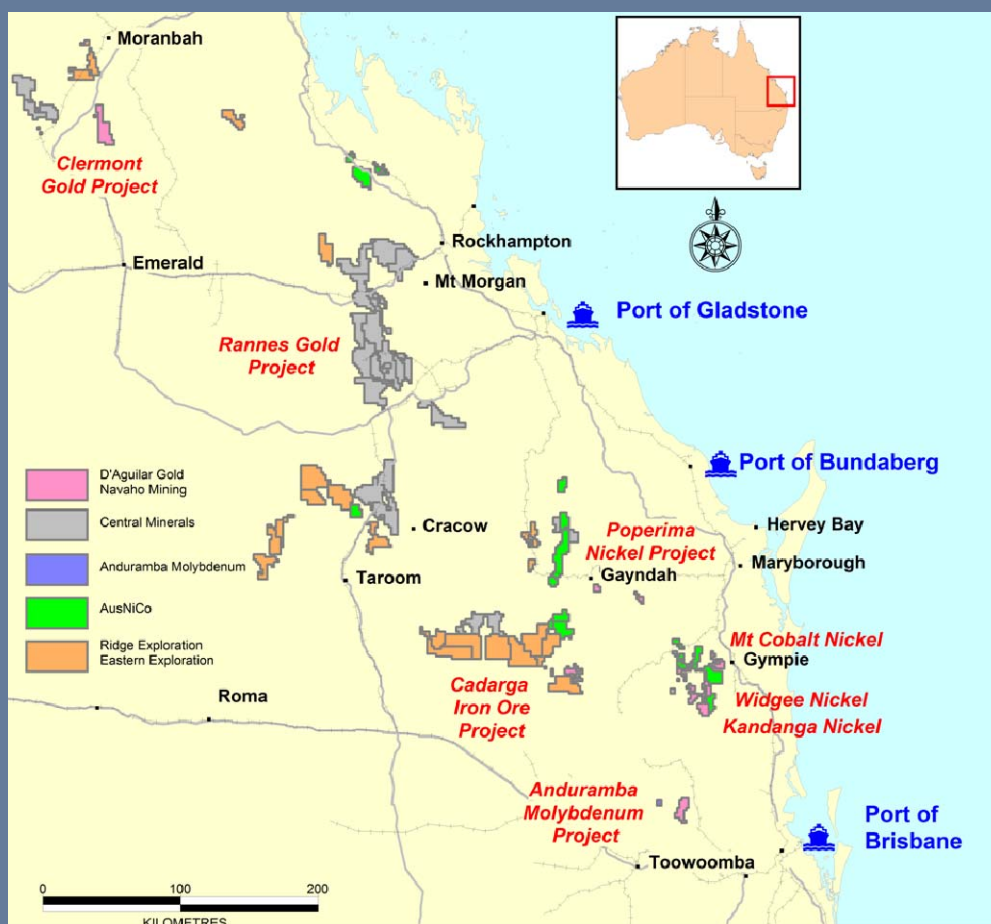 Moranbah
Clermont
Gold Project
Rockhampton
Emerald
Mt Morgan
Port of Gladstone
Rannes Gold
Project
Port of Bundaberg
D'Aguilar Gold
Navaho Mining
Central Minerals
Anduramba Molybdenum
AusNiCo
Ridge Exploration
Eastern Exploration
Cracow
Taroom
Poperima
Nickel Project
Gayndah
Hervey Bay
Maryborough
Mt Cobalt Nickel
Gympie
Widgee Nickel
Kandanga Nickel
Roma
Cadarga
Iron Ore
Project
Anduramba
Molybdenum
Project
Port of
Brisbane
Toowoomba
0 100 200
KILOMETRES